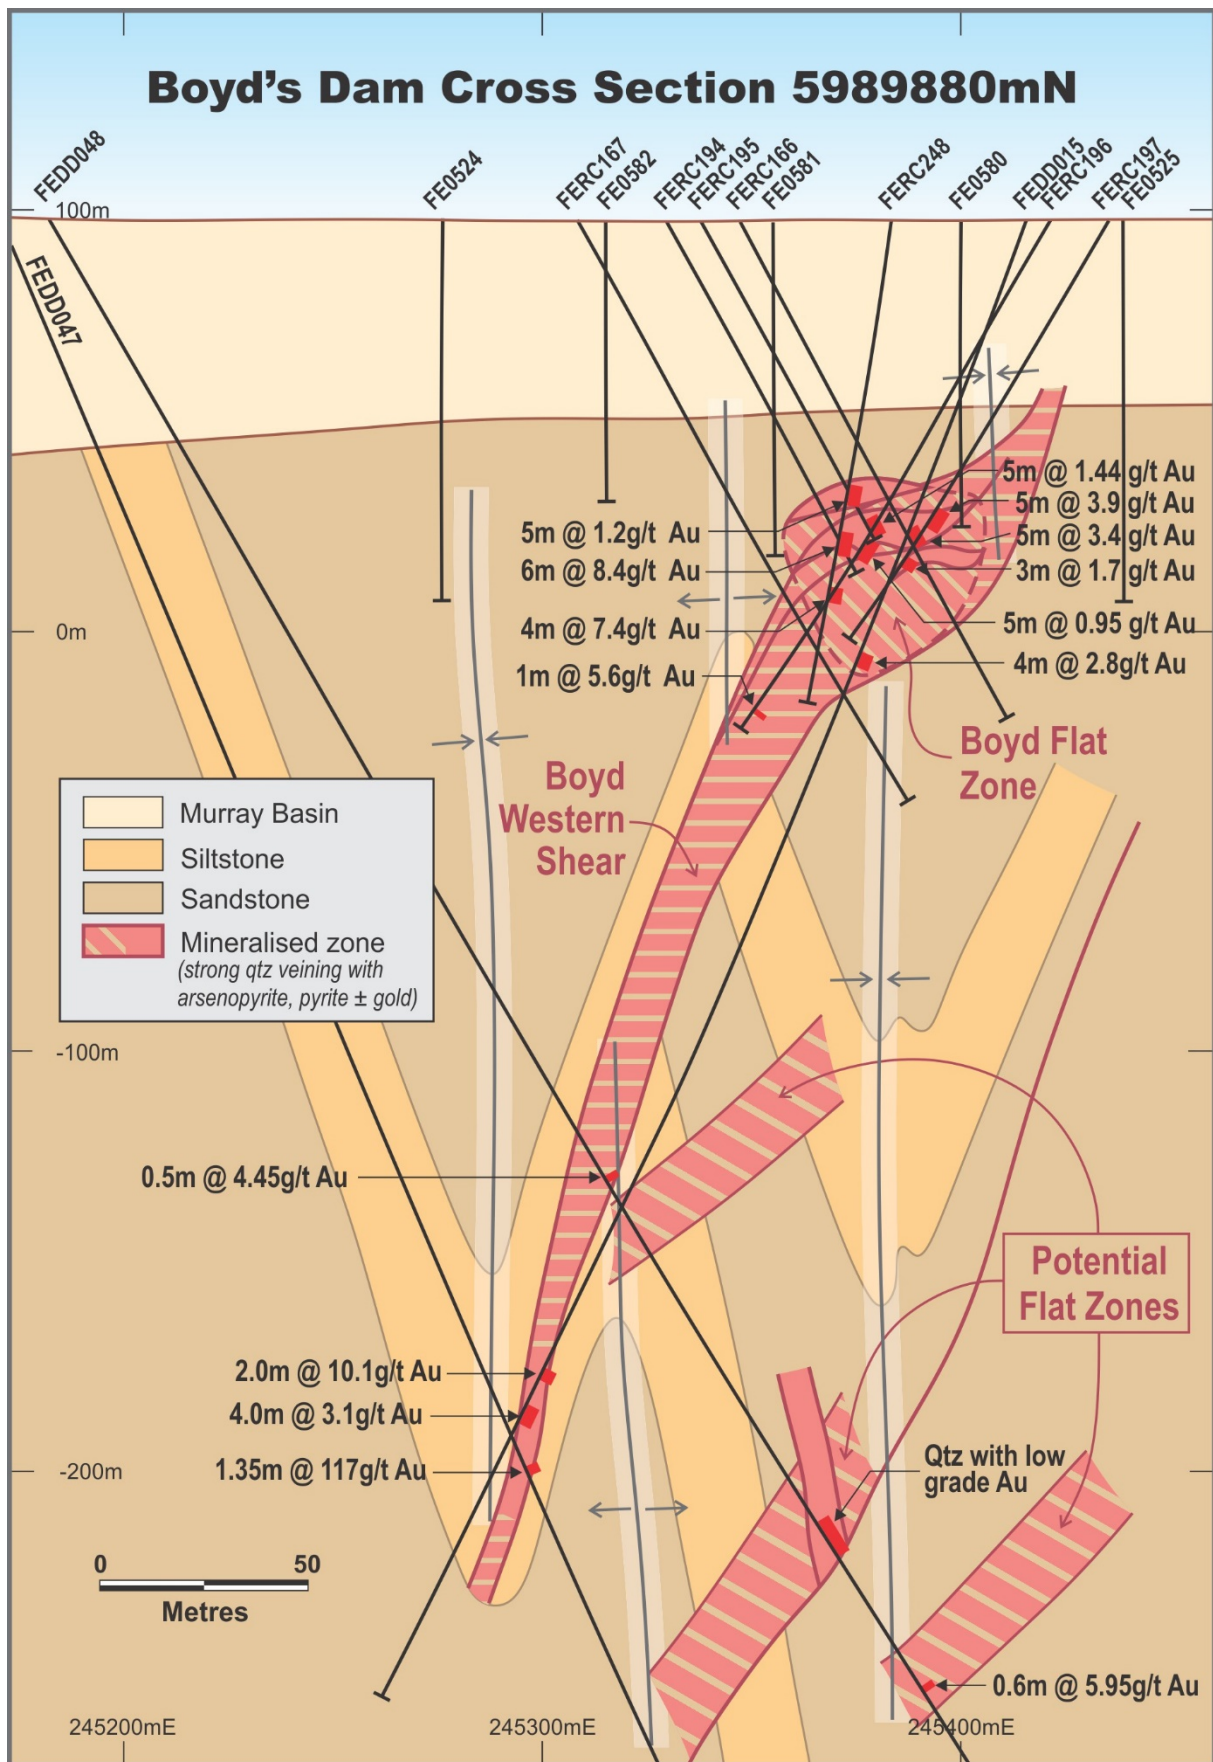 Boyd’s Dam Cross Section 5989880mN
FEDD048
FE0524
FERC167
FE0582
FERC194
FERC195
FERC166
FE0581
FERC248
FE0580
FEDD015
FERC196
FERC197
FE0525
100m
FEDD047
5m @ 1.44 g/t Au
5m @ 3.9 g/t Au
5m @ 1.2g/t Au
5m @ 3.4 g/t Au
6m @ 8.4g/t Au
3m @ 1.7 g/t Au
0m
4m @ 7.4g/t Au
5m @ 0.95 g/t Au
1m @ 5.6g/t Au
4m @ 2.8g/t Au
Boyd Flat
Zone
Boyd
Western
Shear
Murray Basin
Siltstone
Sandstone
Mineralised zone
(strong qtz veining with
arsenopyrite, pyrite ± gold)
-100m
0.5m @ 4.45g/t Au
Potential
Flat Zones
2.0m @ 10.1g/t Au
4.0m @ 3.1g/t Au
-200m
1.35m @ 117g/t Au
Qtz with low
grade Au
0 50
Metres
0.6m @ 5.95g/t Au
245200mE
245300mE
245400mE